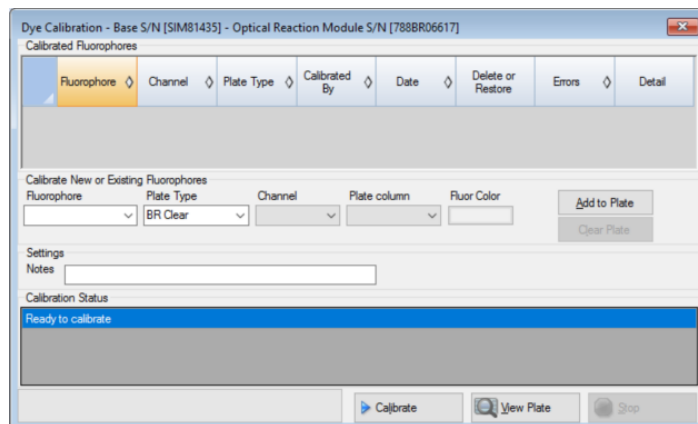 Dye Calibration - Base S/N [SIM81435] - Optical Reaction Module S/N [788BR06617]
Calibrated Fluorophores
Fluorophore Channel Plate Type Calibrated By Date Delete or Restore Errors Detail
Calibrate New or Existing Fluorophores
Fluorophore Plate Type Channel Plate column Fluor Color
BR Clear Add to Plate
Clear Plate
Settings
Notes
Calibration Status
Ready to calibrate
Calibrate View Plate Stop